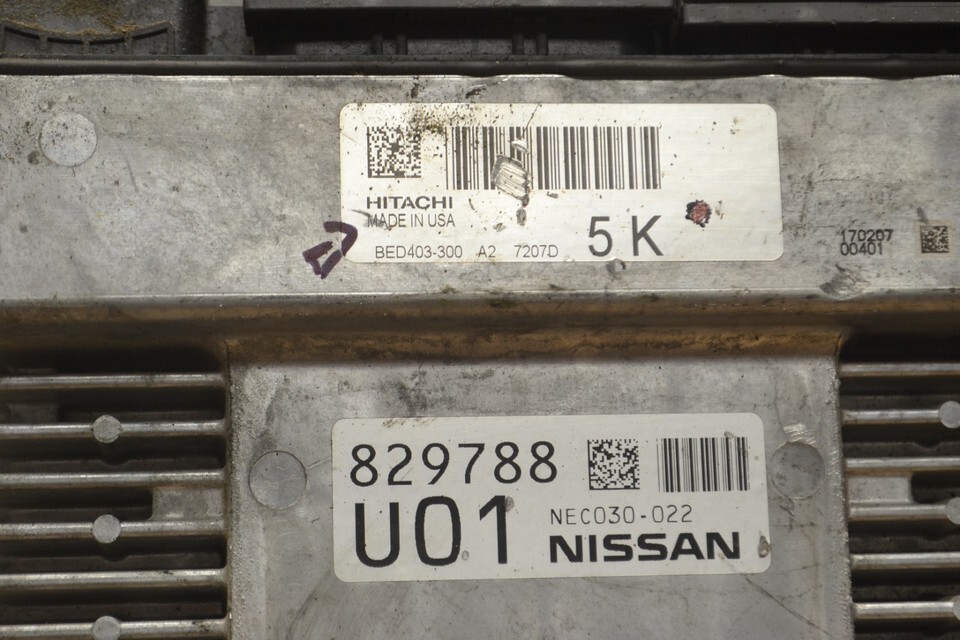 HITACHI
MADE IN USA
BED403-300 A2 7207D 5K
170207
00401
829788
U01
NEC030-022
NISSAN